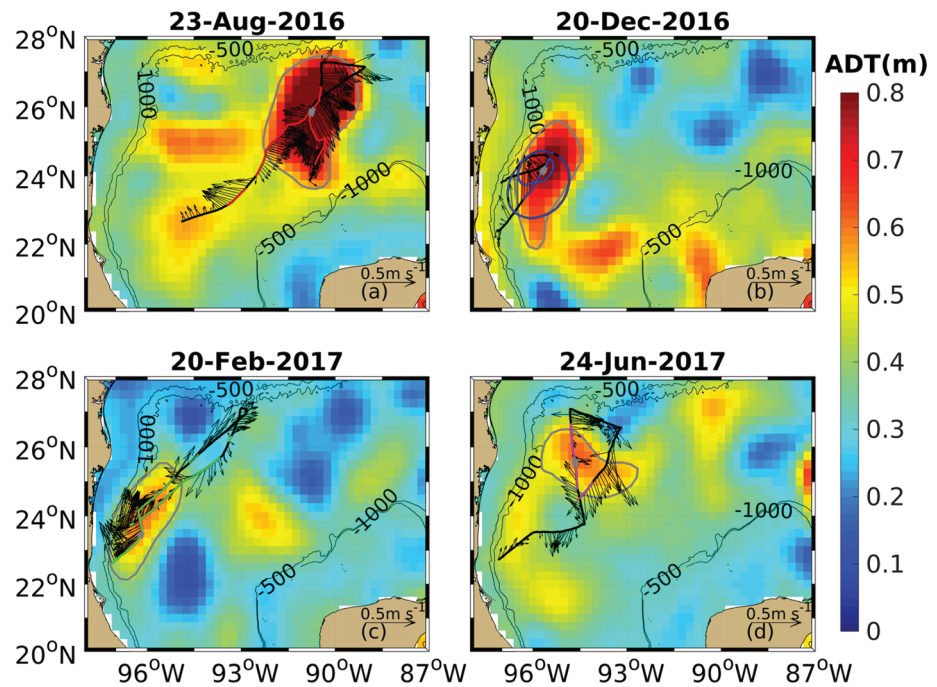 23-Aug-2016
20-Dec-2016
28°N
26°N
24°N
22°N
20°N
-500
-1000
-1000
-500
0.5m s⁻¹
(a)
-500
-1000
-1000
-500
0.5m s⁻¹
(b)
ADT(m)
0.8
0.7
0.6
0.5
0.4
0.3
0.2
0.1
0
20-Feb-2017
24-Jun-2017
28°N
26°N
24°N
22°N
20°N
-500
-1000
-1000
-500
0.5m s⁻¹
(c)
-500
-1000
-1000
-500
0.5m s⁻¹
(d)
96°W 93°W 90°W 87°W
96°W 93°W 90°W 87°W